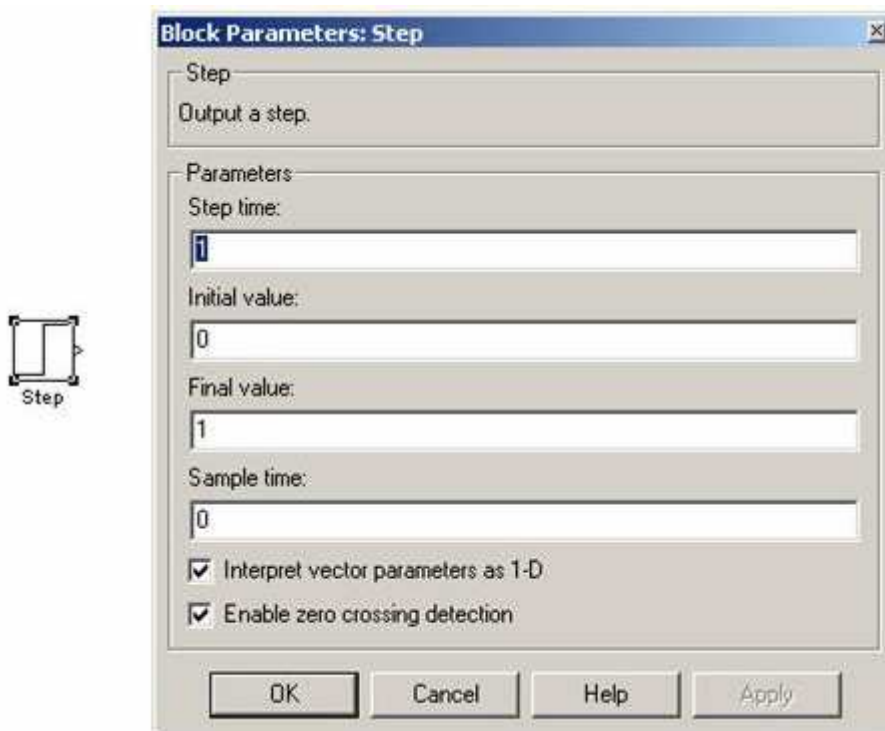 Block Parameters: Step
Step
Output a step.
Parameters
Step time:
1
Initial value:
0
Final value:
1
Sample time:
0
Interpret vector parameters as 1-D
Enable zero crossing detection
OK Cancel Help Apply
Step